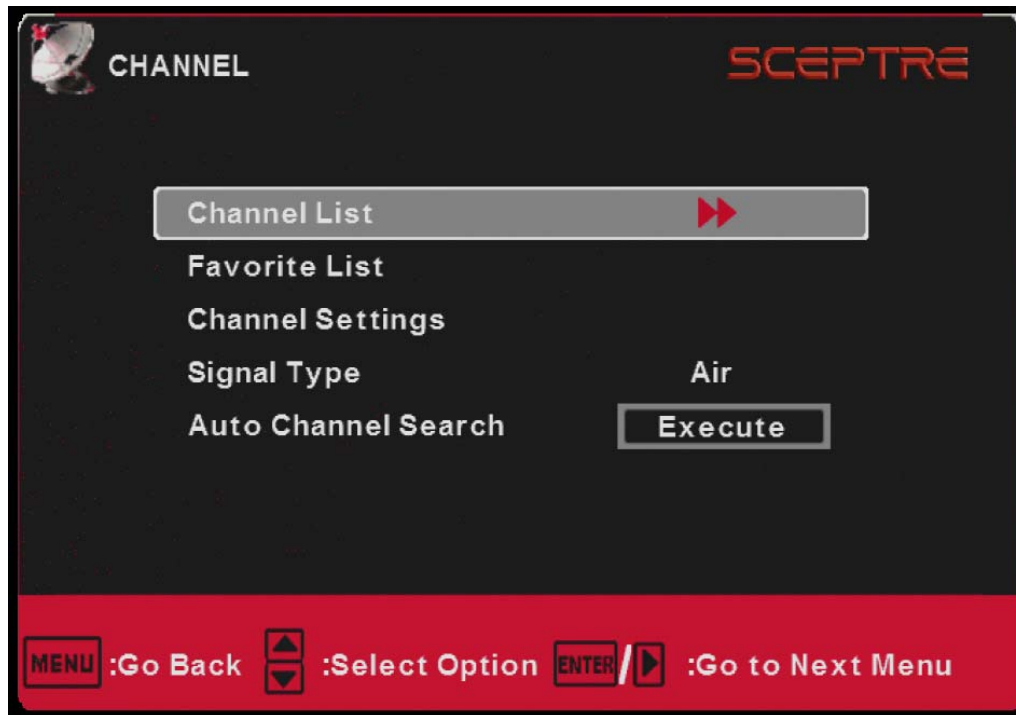 CHANNEL
SCEPTRE
Channel List
Favorite List
Channel Settings
Signal Type Air
Auto Channel Search Execute
MENU :Go Back :Select Option ENTER/ :Go to Next Menu